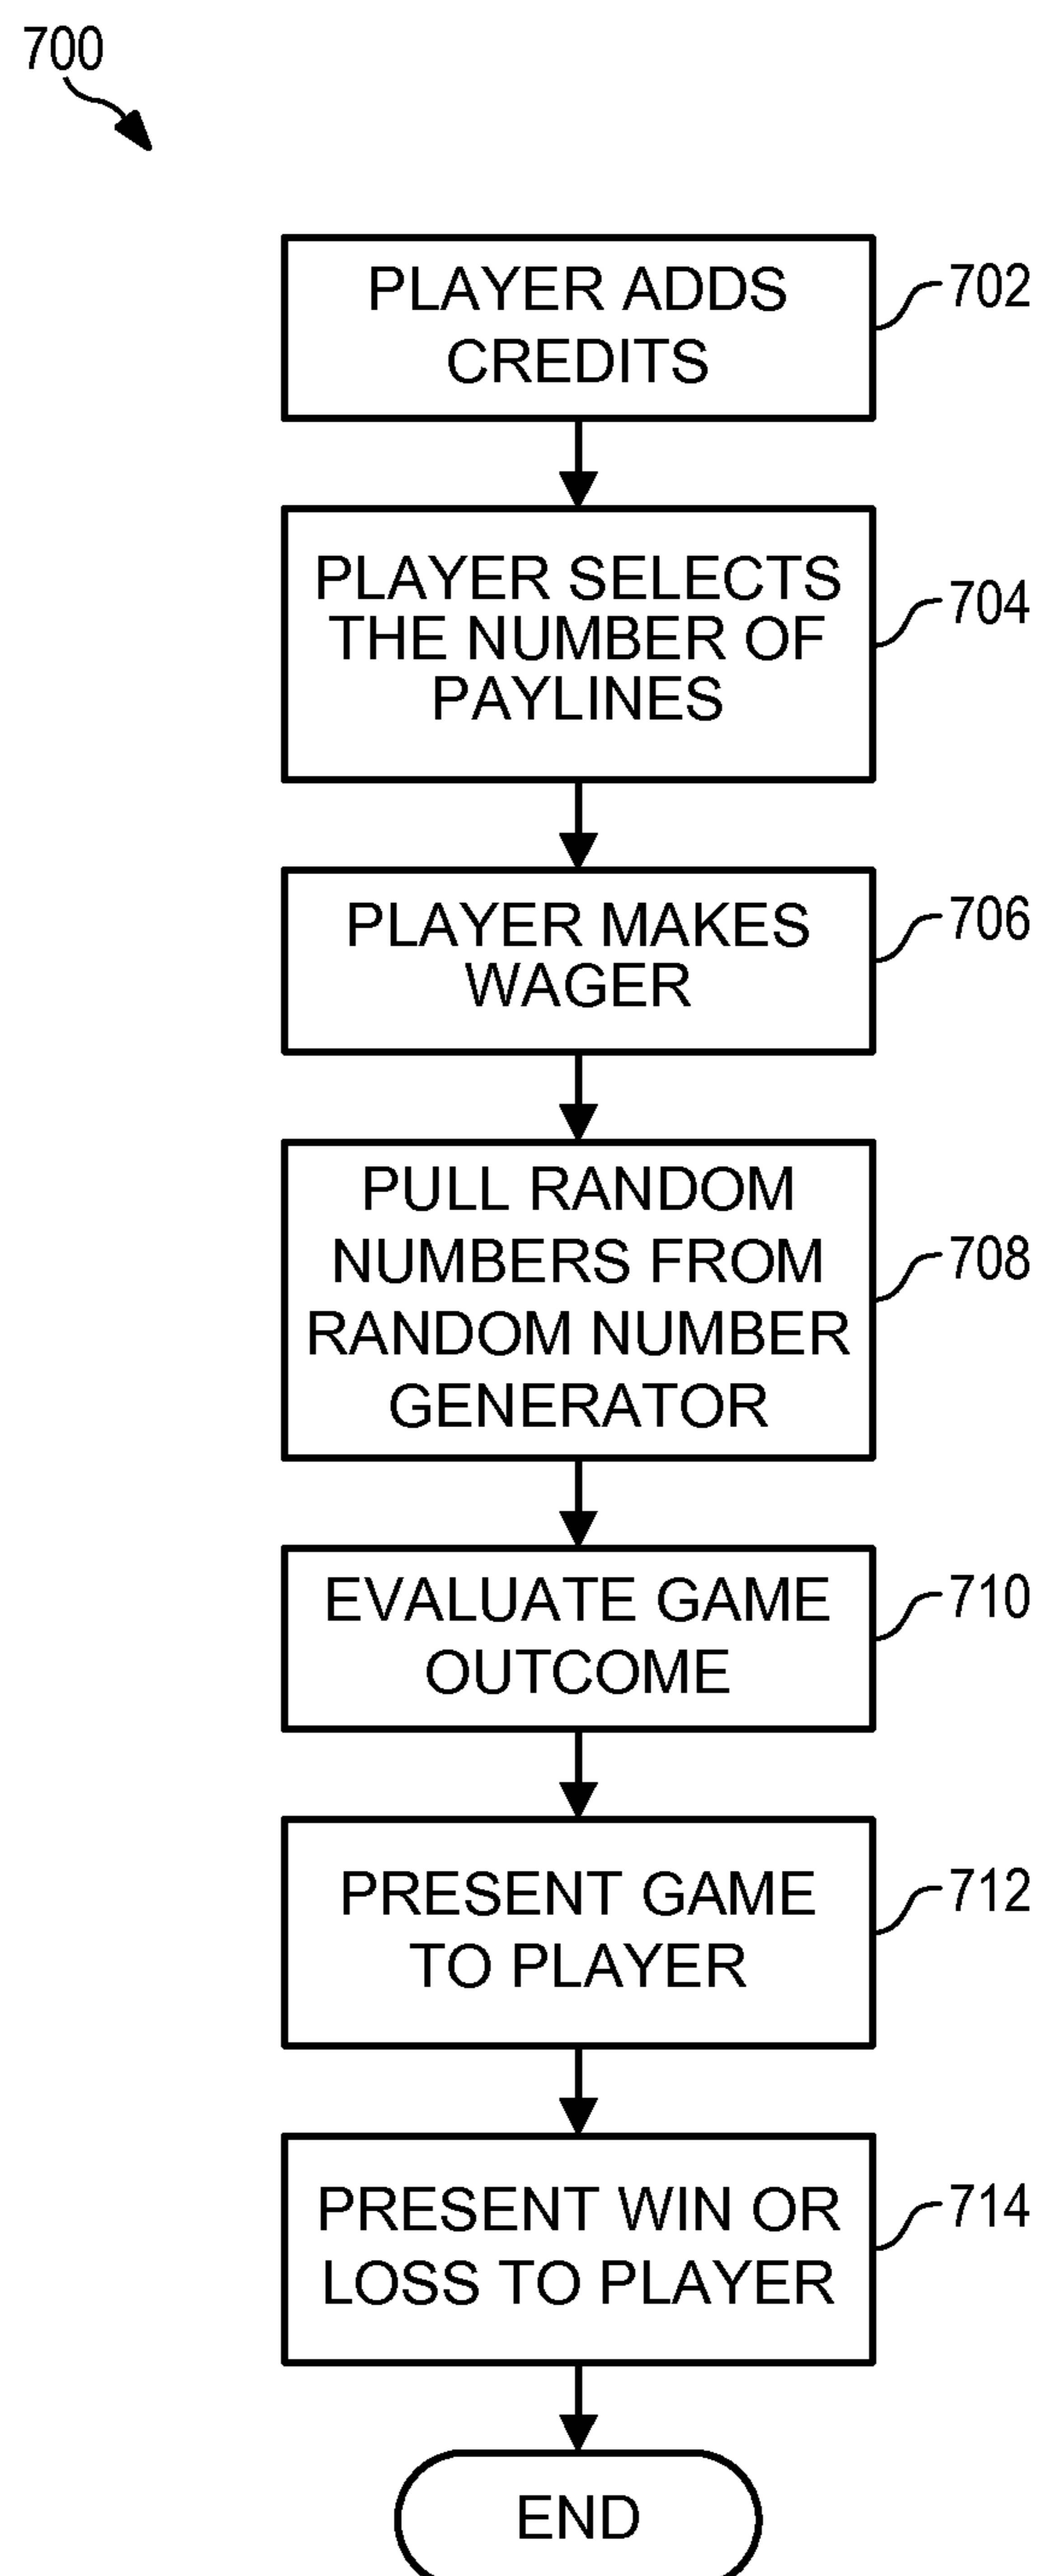 700
PLAYER ADDS
CREDITS
702
PLAYER SELECTS
THE NUMBER OF
PAYLINES
704
PLAYER MAKES
WAGER
706
PULL RANDOM
NUMBERS FROM
RANDOM NUMBER
GENERATOR
708
EVALUATE GAME
OUTCOME
710
PRESENT GAME
TO PLAYER
712
PRESENT WIN OR
LOSS TO PLAYER
714
END